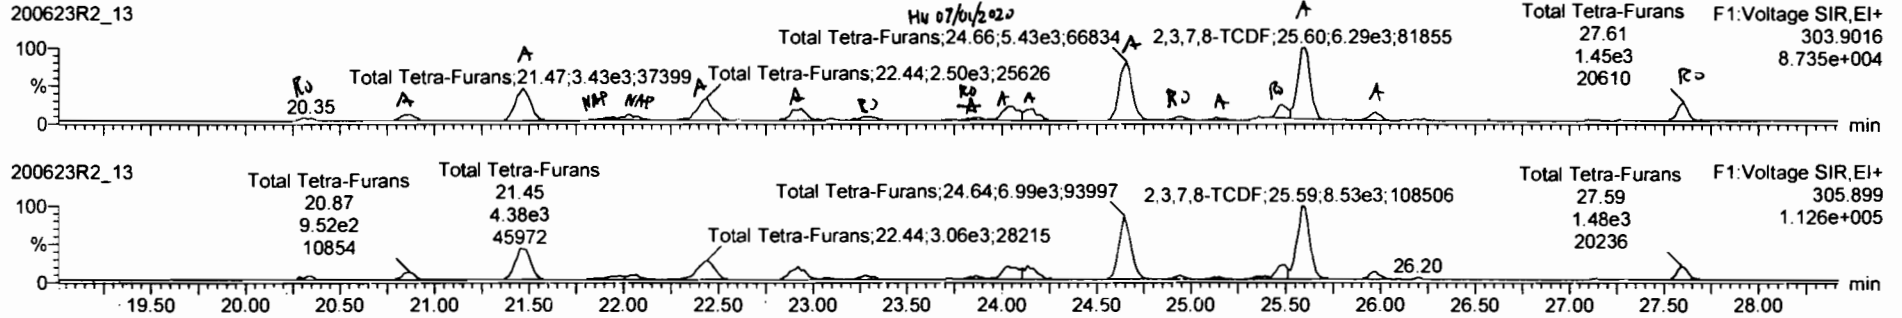 200623R2_13
HN 07/01/2020
A
Total Tetra-Furans
F1:Voltage SIR,EI+
Total Tetra-Furans;24.66;5.43e3;66834
A
2,3,7,8-TCDF;25.60;6.29e3;81855
27.61
303.9016
1.45e3
8.735e+004
20610
100
%
0
A
Total Tetra-Furans;21.47;3.43e3;37399
Total Tetra-Furans;22.44;2.50e3;25626
RO
20.35
A
NAP
NAP
A
A
RO
RO
A
A
A
RO
A
RO
A
RO
min
200623R2_13
Total Tetra-Furans
20.87
9.52e2
10854
Total Tetra-Furans
21.45
4.38e3
45972
Total Tetra-Furans;24.64;6.99e3;93997
2,3,7,8-TCDF;25.59;8.53e3;108506
Total Tetra-Furans
27.59
1.48e3
20236
F1:Voltage SIR,EI+
305.899
1.126e+005
100
%
0
Total Tetra-Furans;22.44;3.06e3;28215
26.20
min
19.50 20.00 20.50 21.00 21.50 22.00 22.50 23.00 23.50 24.00 24.50 25.00 25.50 26.00 26.50 27.00 27.50 28.00